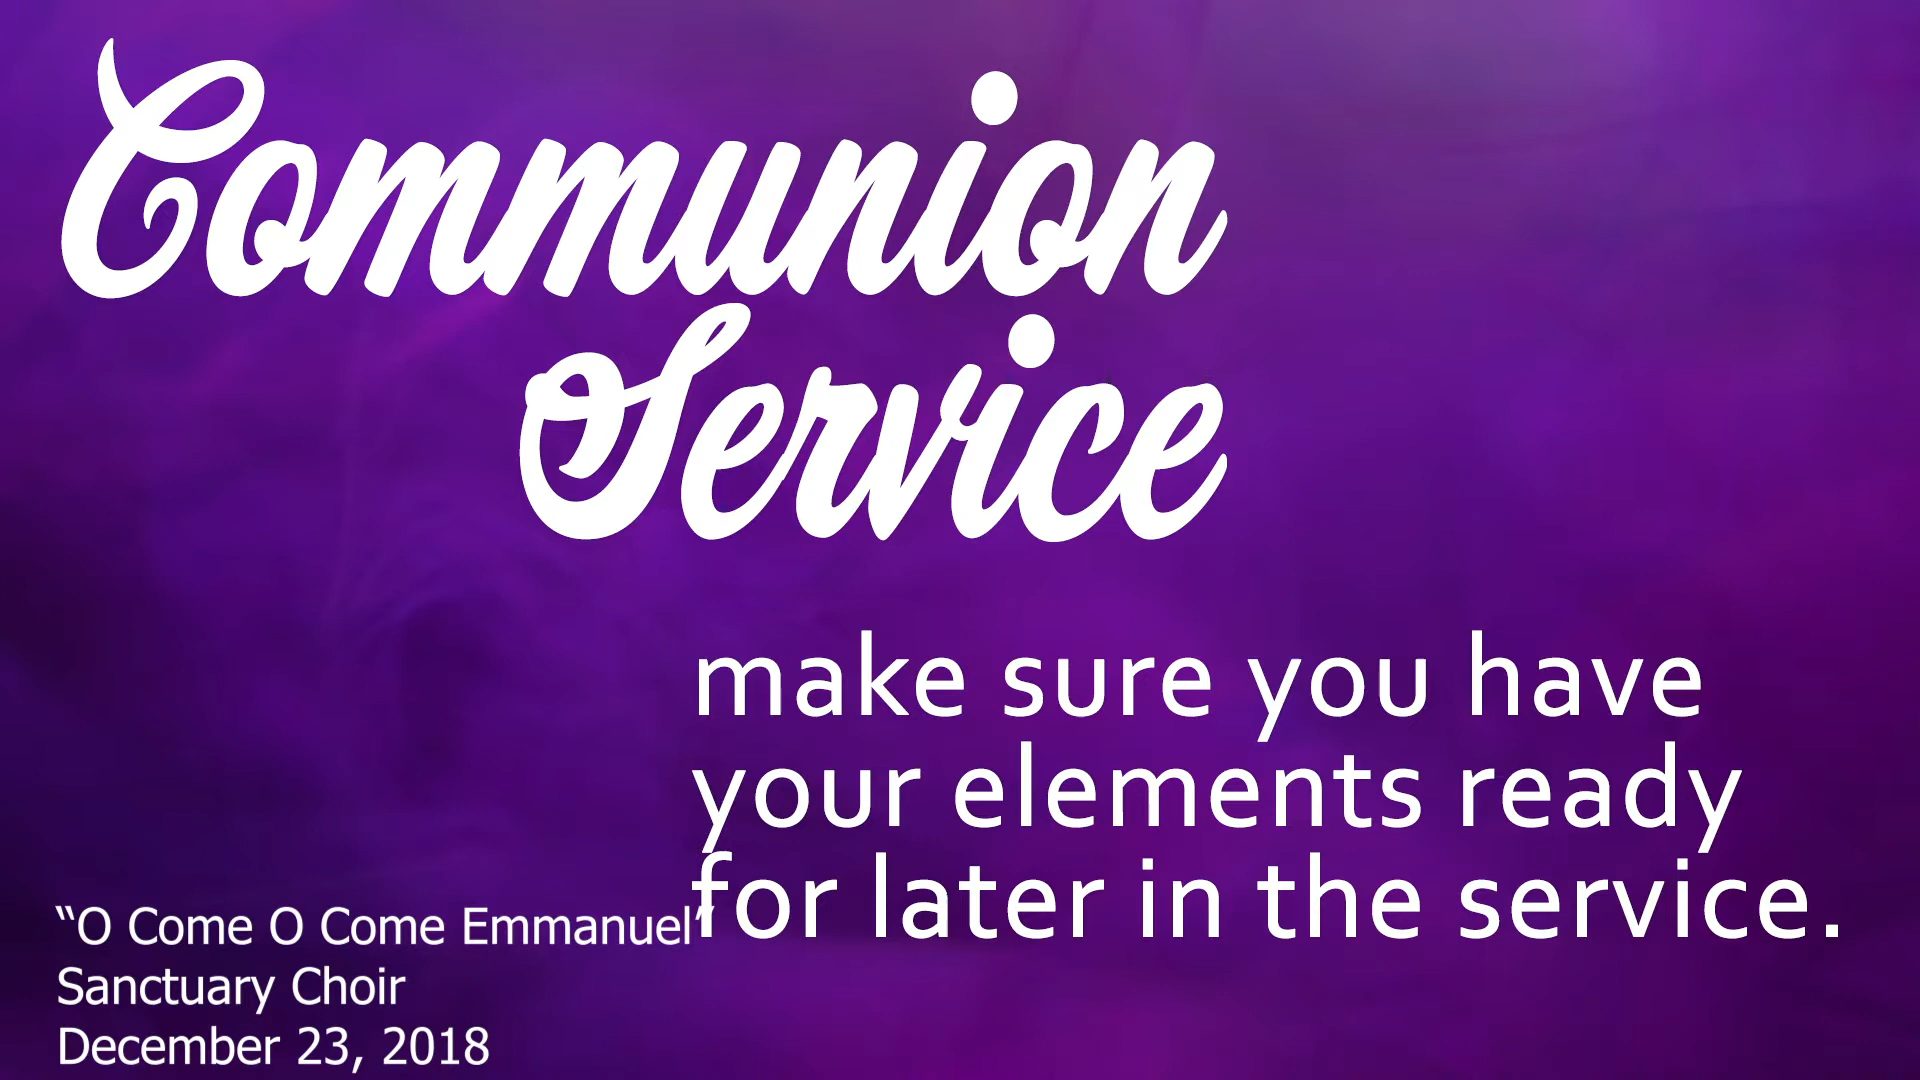 Communion
Service
make sure you have
your elements ready
for later in the service.
“O Come O Come Emmanuel”
Sanctuary Choir
December 23, 2018